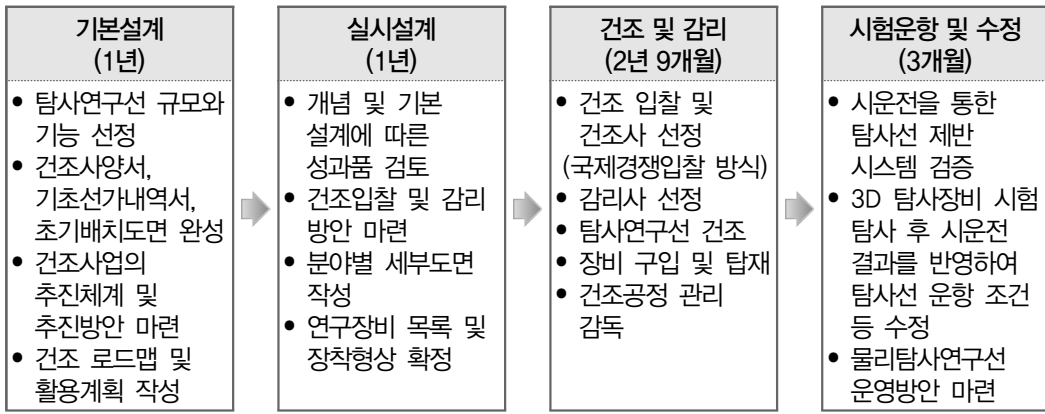 기본설계
(1년)
• 탐사연구선 규모와
기능 선정
• 건조사양서,
기초선가내역서,
초기배치도면 완성
• 건조사업의
추진체계 및
추진방안 마련
• 건조 로드맵 및
활용계획 작성
실시설계
(1년)
• 개념 및 기본
설계에 따른
성과품 검토
• 건조입찰 및 감리
방안 마련
• 분야별 세부도면
작성
• 연구장비 목록 및
장착형상 확정
건조 및 감리
(2년 9개월)
• 건조 입찰 및
건조사 선정
(국제경쟁입찰 방식)
• 감리사 선정
• 탐사연구선 건조
• 장비 구입 및 탑재
• 건조공정 관리
감독
시험운항 및 수정
(3개월)
• 시운전을 통한
탐사선 제반
시스템 검증
• 3D 탐사장비 시험
탐사 후 시운전
결과를 반영하여
탐사선 운항 조건
등 수정
• 물리탐사연구선
운영방안 마련